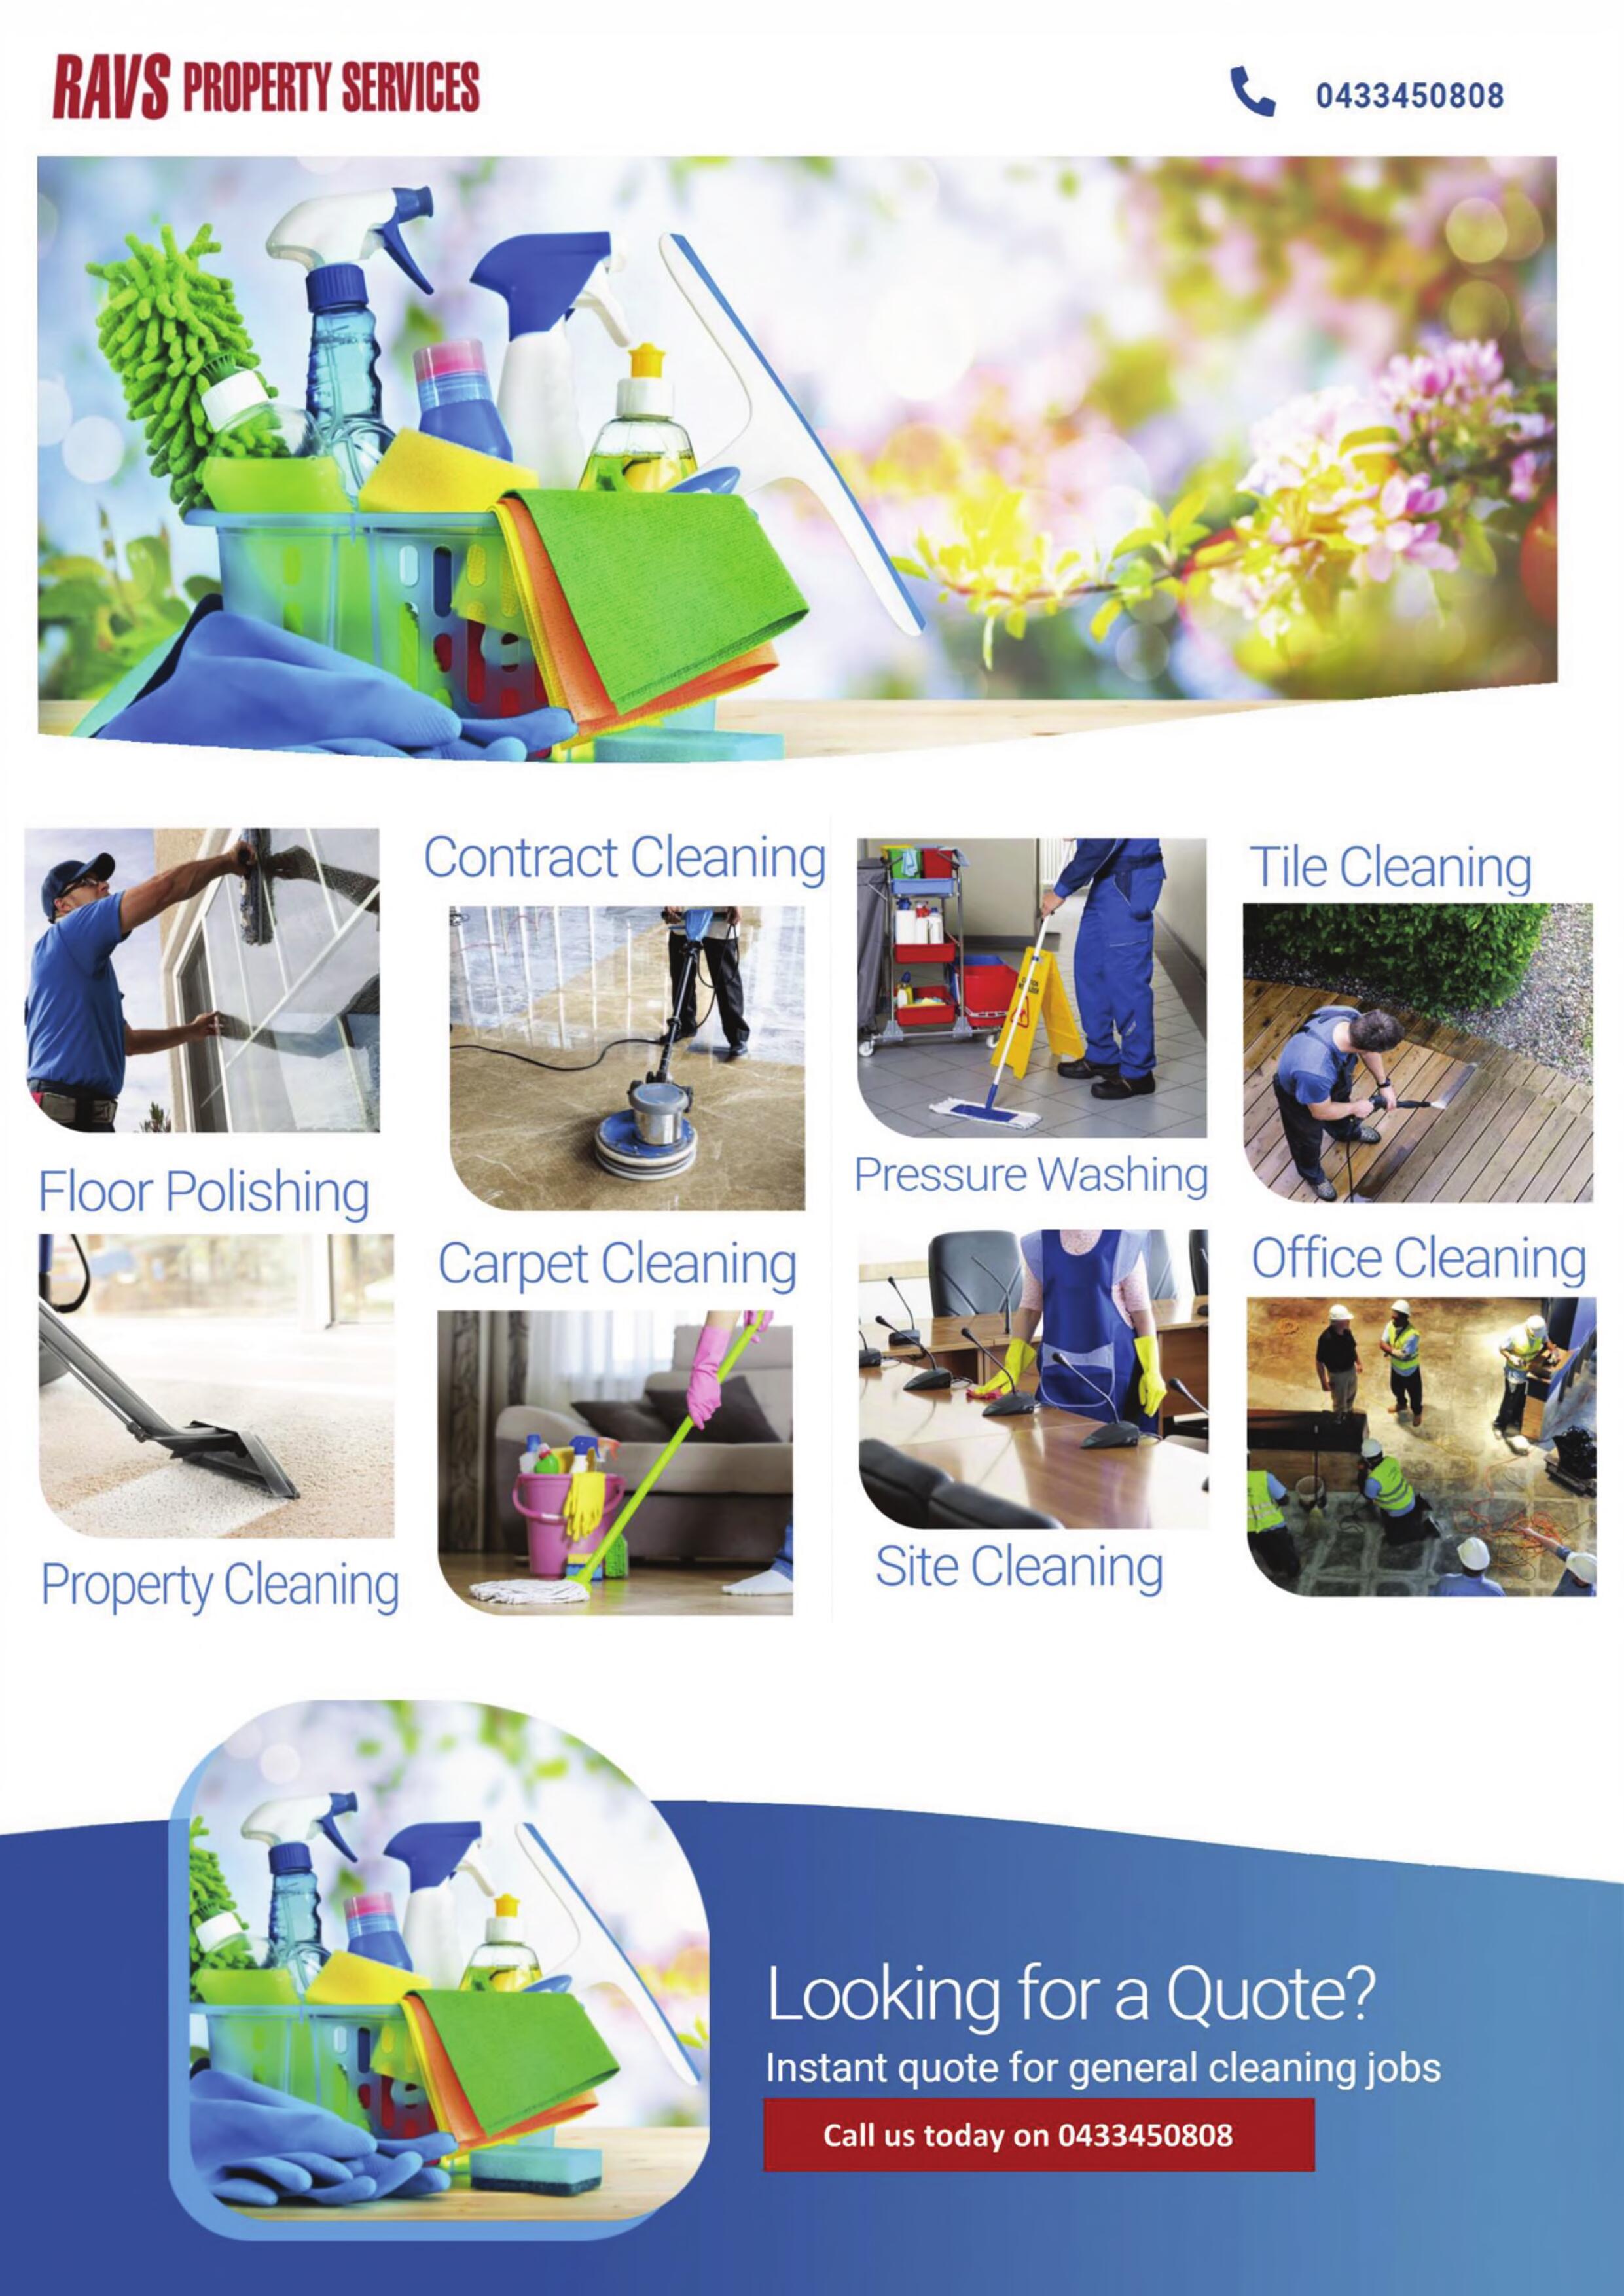 RAVS PROPERTY SERVICES
0433450808
Contract Cleaning
Tile Cleaning
Floor Polishing
Pressure Washing
Carpet Cleaning
Office Cleaning
Property Cleaning
Site Cleaning
Looking for a Quote?
Instant quote for general cleaning jobs
Call us today on 0433450808